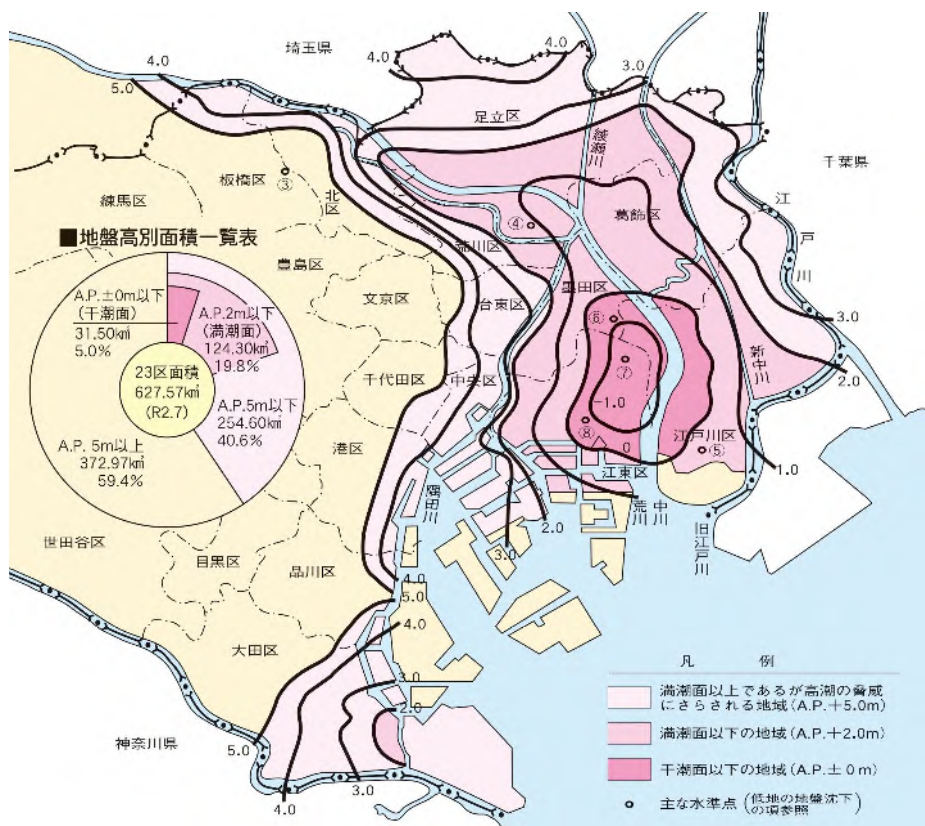 埼玉県
4.0
5.0
4.0
4.0
3.0
足立区
綾瀬川
千葉県
板橋区
③
北区
練馬区
④
葛飾区
江戸川
■地盤高別面積一覧表
荒川区
豊島区
A.P.±0m以下
(干潮面)
31.50k㎡
5.0%
A.P.2m以下
(満潮面)
124.30k㎡
19.8%
23区面積
627.57k㎡
(R2.7)
A.P.5m以下
254.60k㎡
40.6%
A.P. 5m以上
372.97k㎡
59.4%
文京区
台東区
墨田区
⑥
3.0
新中川
2.0
千代田区
中央区
⑦
-1.0
⑧
0
江戸川区
⑤
港区
江東区
1.0
隅田川
荒川
中川
旧江戸川
2.0
3.0
世田谷区
目黒区
品川区
4.0
5.0
4.0
大田区
3.0
2.0
神奈川県
5.0
4.0
3.0
凡 例
満潮面以上であるが高潮の脅威
にさらされる地域(A.P.+5.0m)
満潮面以下の地域(A.P.+2.0m)
干潮面以下の地域(A.P.±0m)
主な水準点(低地の地盤沈下
の項参照)